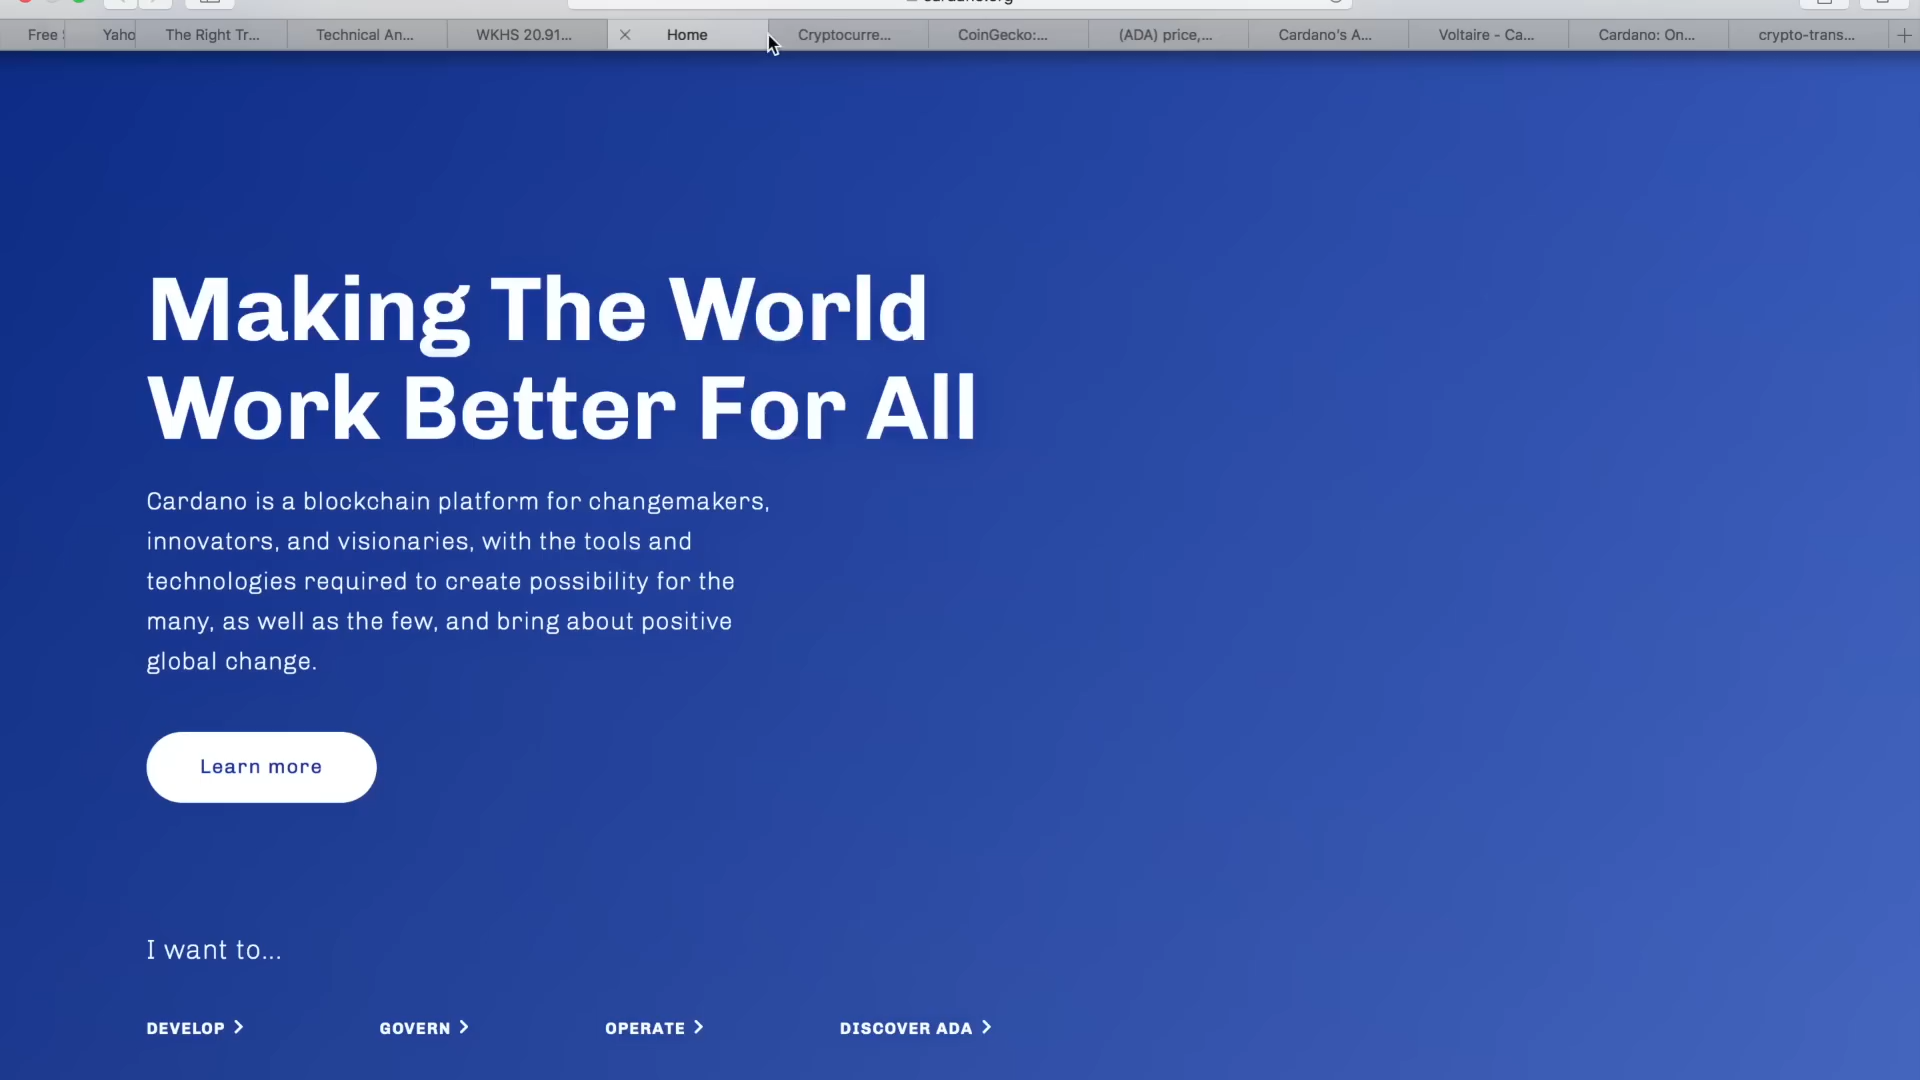 Free
Yaho
The Right Tr...
Technical An...
WKHS 20.91...
Home
Cryptocurre...
CoinGecko:...
(ADA) price,...
Cardano's A...
Voltaire - Ca...
Cardano: On...
crypto-trans...
Making The World
Work Better For All
Cardano is a blockchain platform for changemakers,
innovators, and visionaries, with the tools and
technologies required to create possibility for the
many, as well as the few, and bring about positive
global change.
Learn more
I want to...
DEVELOP
GOVERN
OPERATE
DISCOVER ADA